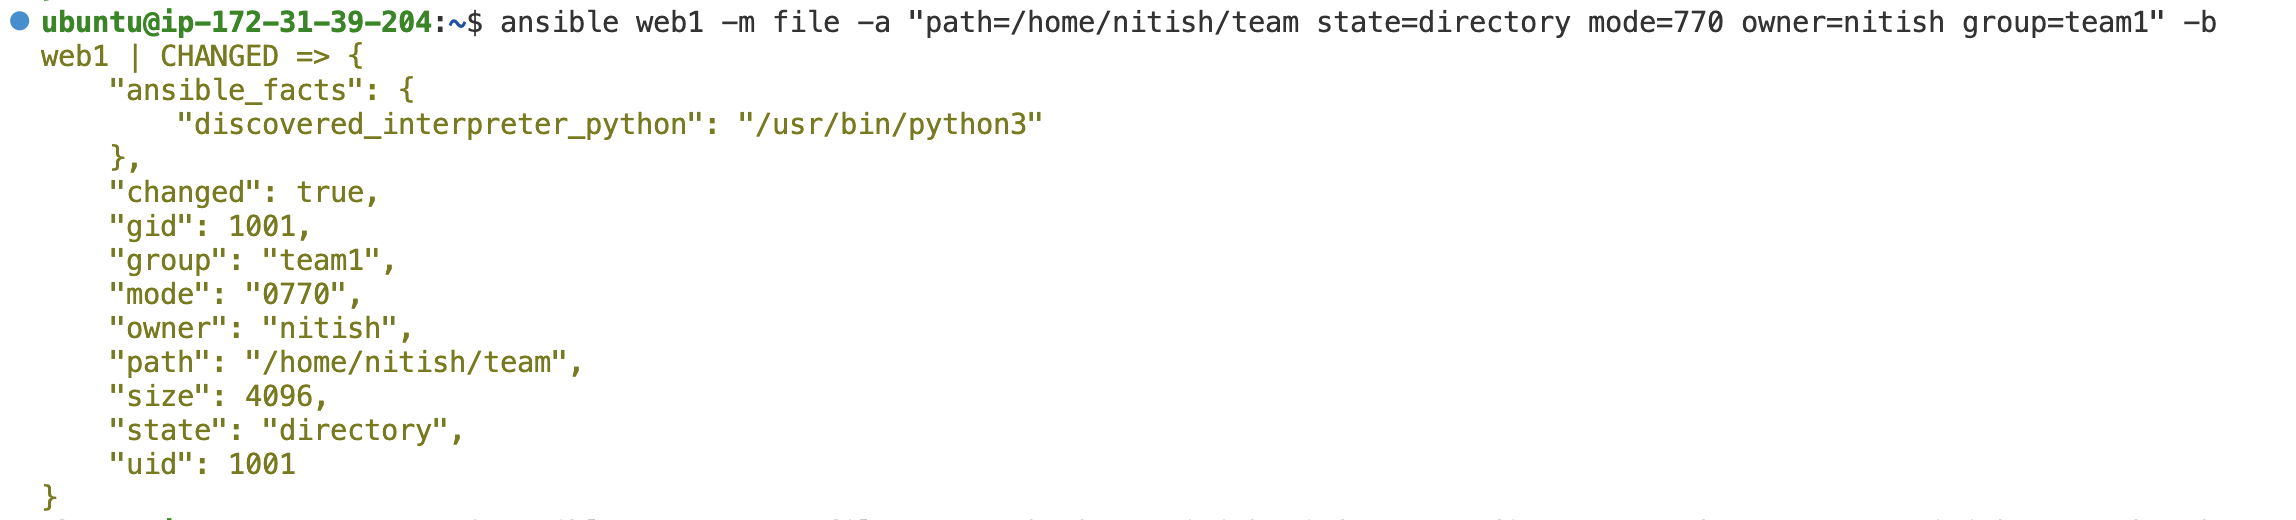 ubuntu@ip-172-31-39-204:~$ ansible web1 -m file -a "path=/home/nitish/team state=directory mode=770 owner=nitish group=team1" -b
web1 | CHANGED => {
    "ansible_facts": {
        "discovered_interpreter_python": "/usr/bin/python3"
    },
    "changed": true,
    "gid": 1001,
    "group": "team1",
    "mode": "0770",
    "owner": "nitish",
    "path": "/home/nitish/team",
    "size": 4096,
    "state": "directory",
    "uid": 1001
}